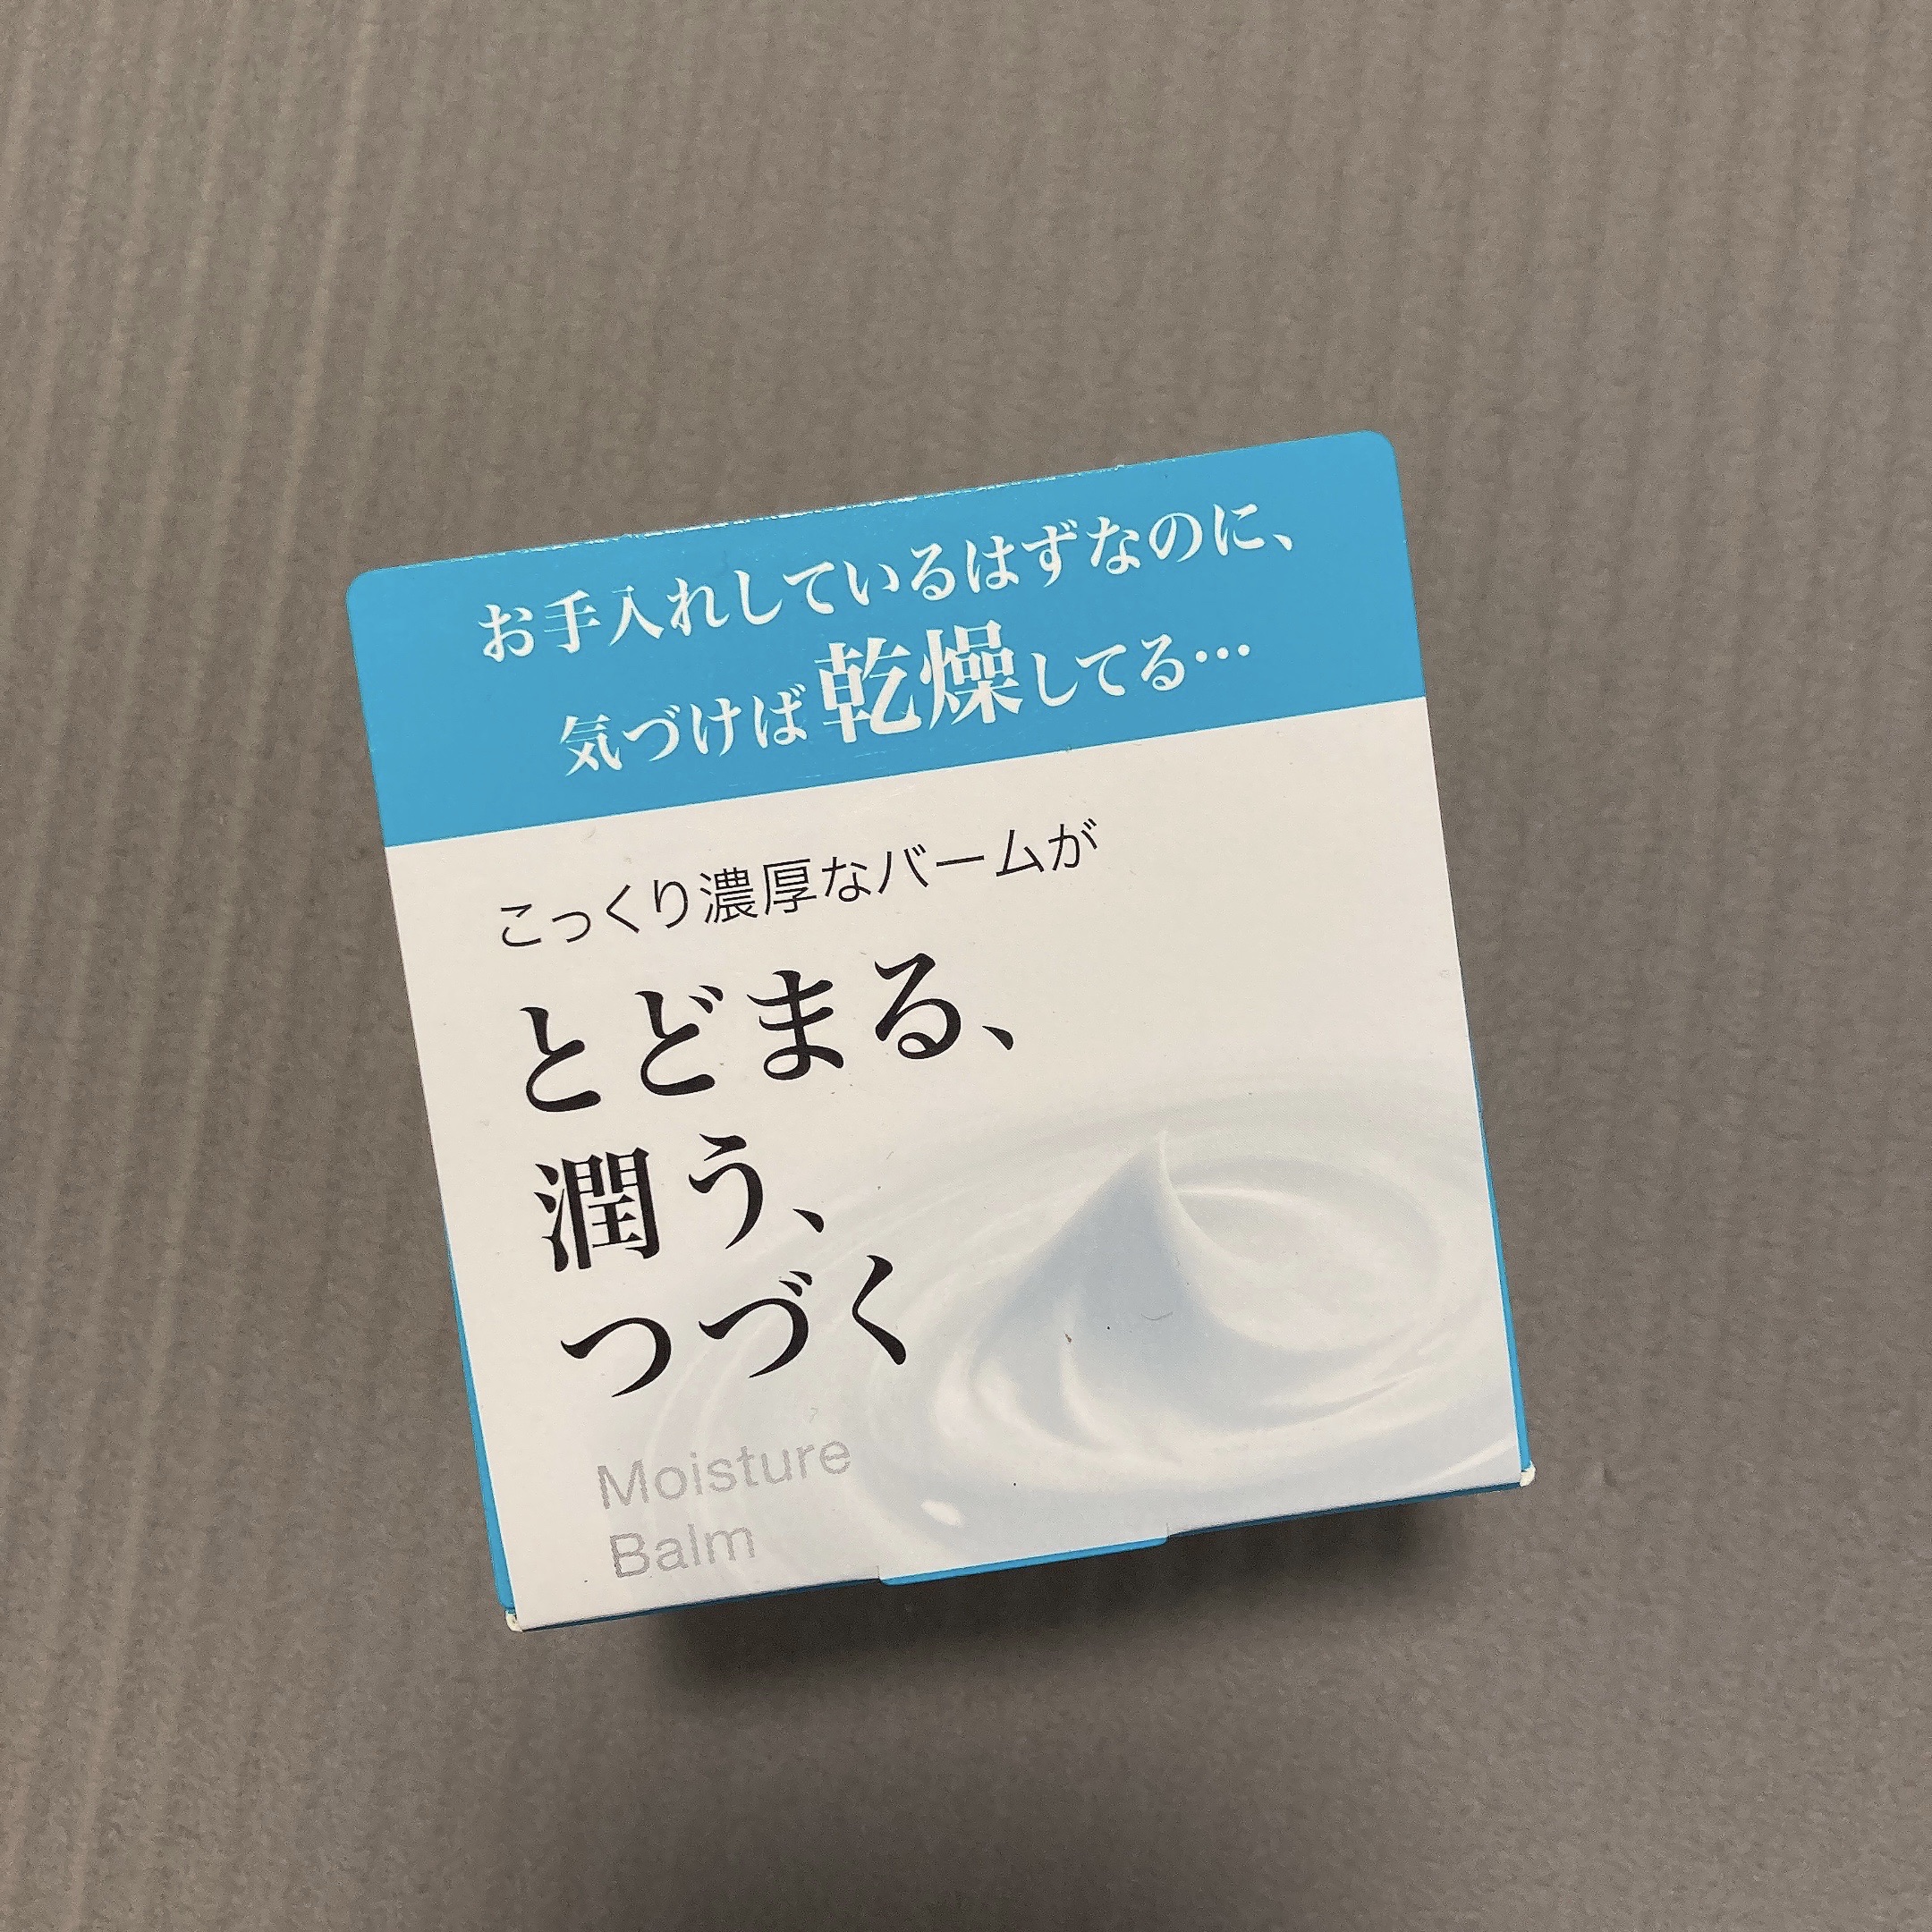 お手入れしているはずなのに、
気づけば乾燥してる…
こっくり濃厚なバームが
とどまる、
潤う、
つづく
Moisture
Balm